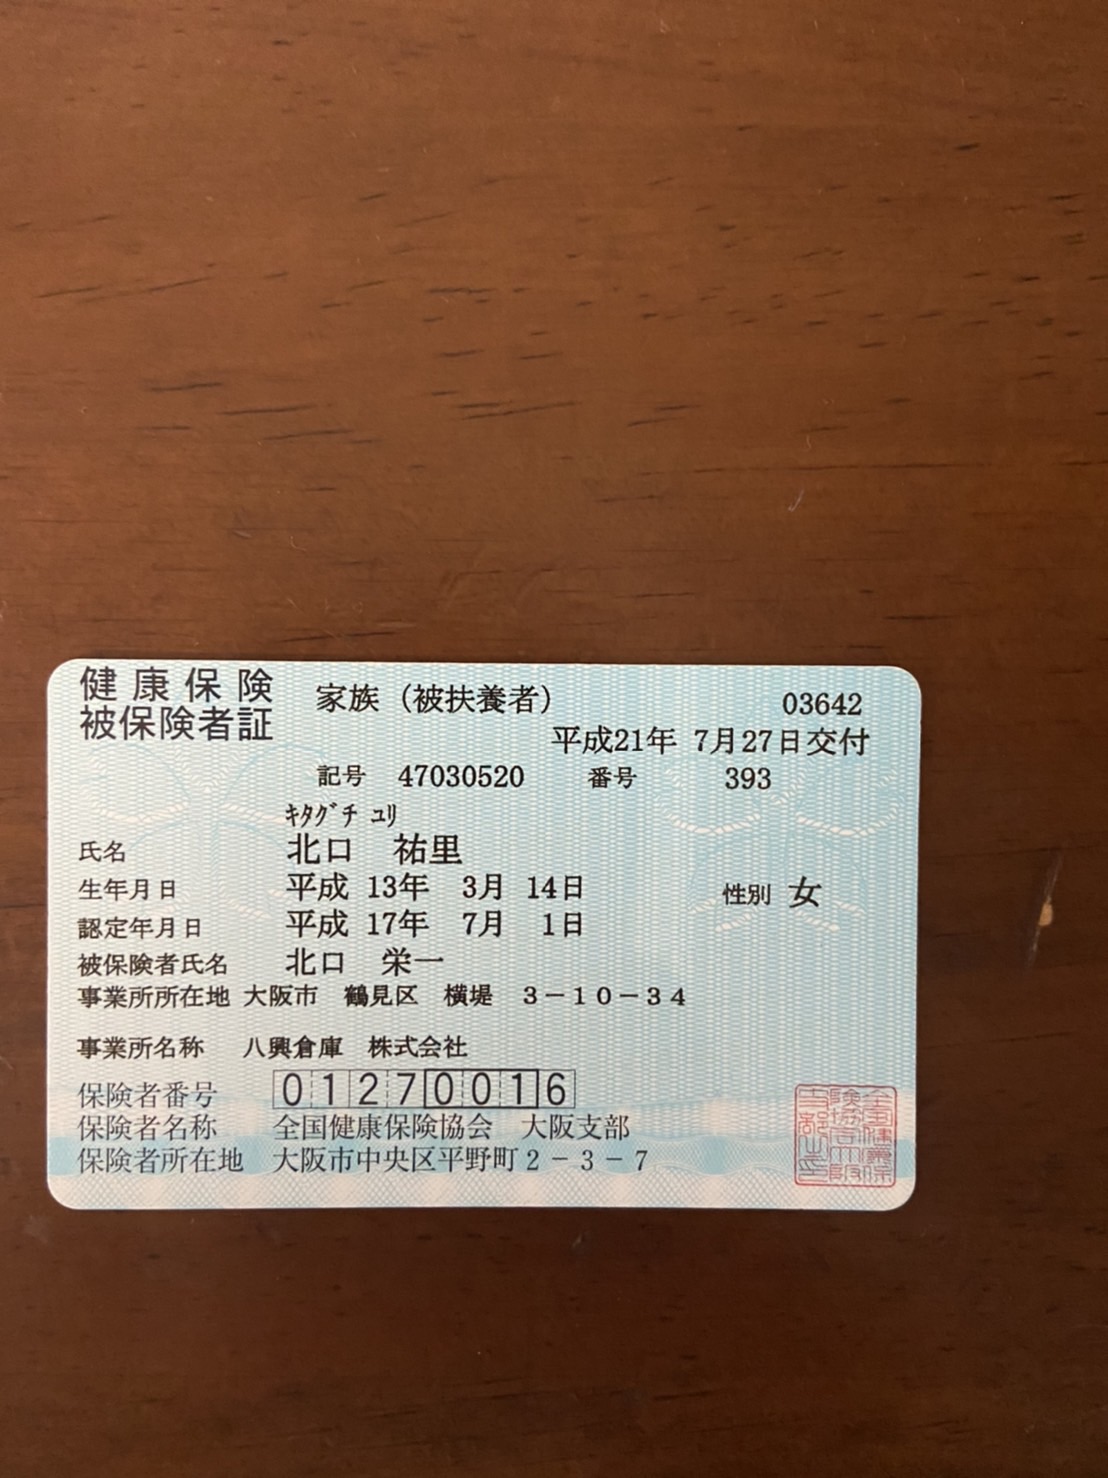 健康保険 家族（被扶養者） 03642
被保険者証
平成21年 7月27日交付
記号 47030520 番号 393
ｷﾀｸﾞﾁ ﾕﾘ
氏名 北口 祐里
生年月日 平成 13年 3月 14日 性別 女
認定年月日 平成 17年 7月 1日
被保険者氏名 北口 栄一
事業所所在地 大阪市 鶴見区 横堤 ３－１０－３４
事業所名称 八興倉庫 株式会社
保険者番号 01270016
保険者名称 全国健康保険協会 大阪支部
保険者所在地 大阪市中央区平野町２－３－７